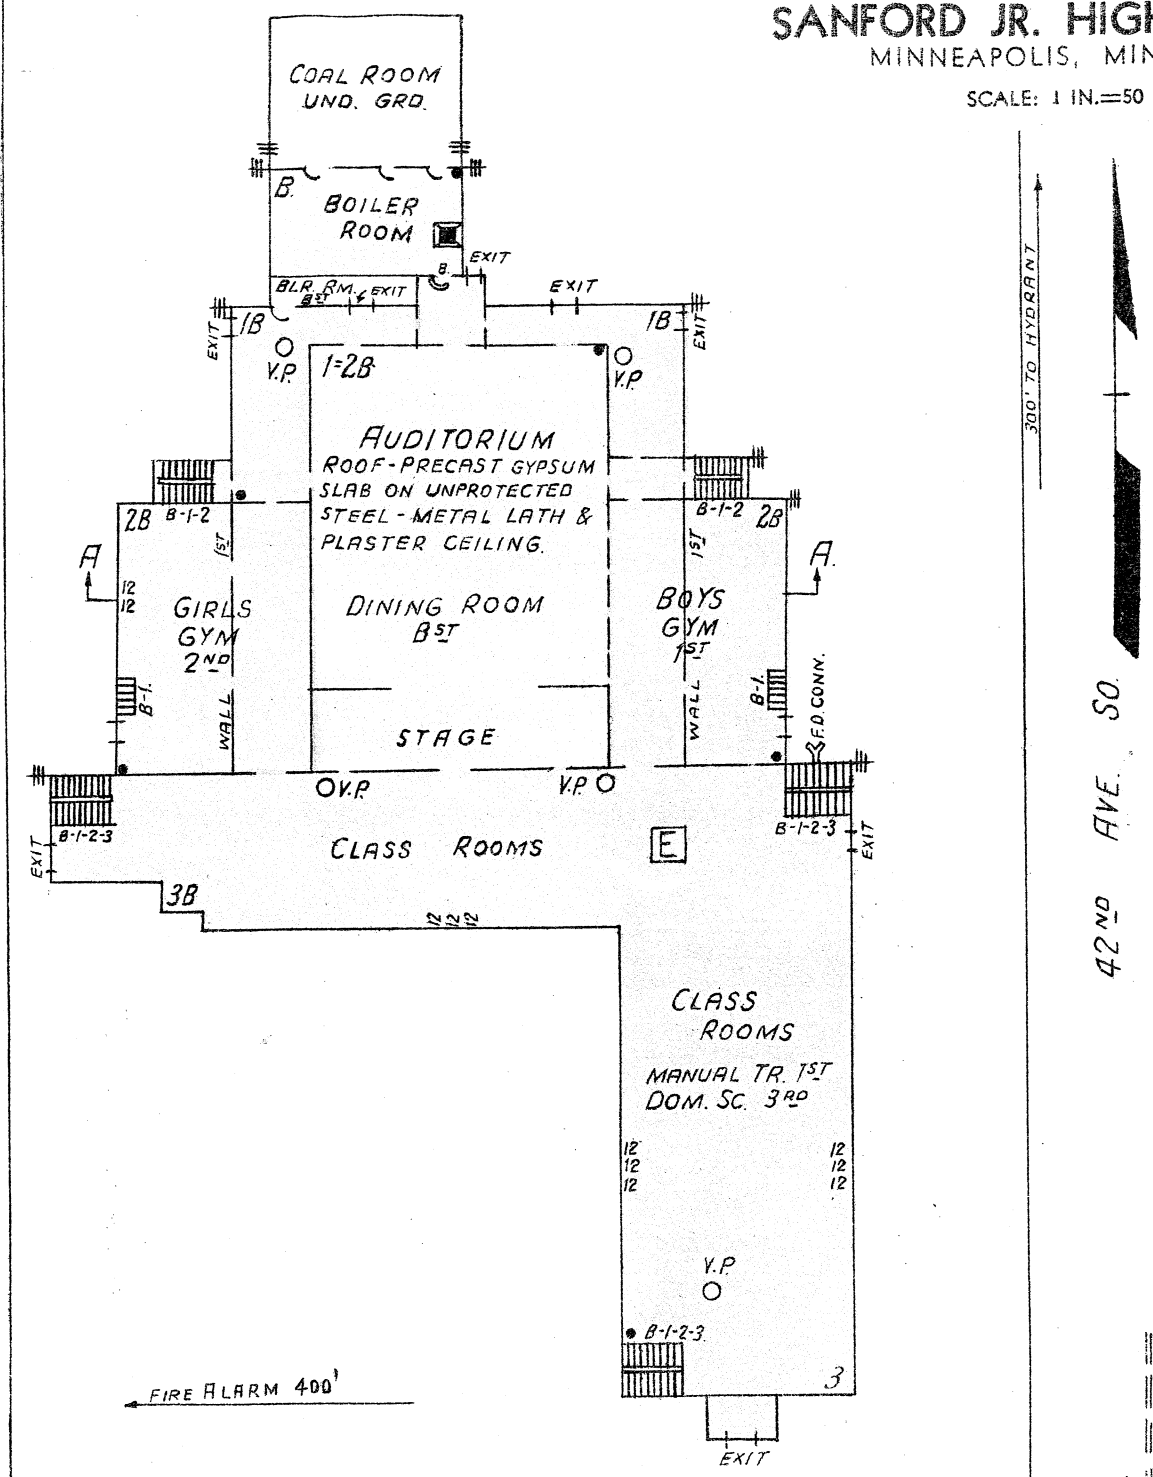 SANFORD JR. HIGH
MINNEAPOLIS, MIN
SCALE: 1 IN.=50
COAL ROOM
UND. GRD.
B.
BOILER
ROOM
B.
EXIT
BLR. RM.
BST
EXIT
EXIT
1B
EXIT
1B
EXIT
V.P.
1=2B
V.P.
300' TO HYDRANT
AUDITORIUM
ROOF-PRECAST GYPSUM
SLAB ON UNPROTECTED
STEEL-METAL LATH &
PLASTER CEILING.
B-1-2
2B
1ST
B-1-2
2B
1ST
A
A.
12
12
GIRLS
GYM
2ND
DINING ROOM
BST
BOYS
GYM
1ST
B-1.
WALL
WALL
B-1.
F.D. CONN.
STAGE
V.P.
V.P.
B-1-2-3
EXIT
B-1-2-3
EXIT
CLASS ROOMS
E
3B
12 12 12
42ND AVE. SO.
CLASS
ROOMS
MANUAL TR. 1ST
DOM. SC. 3RD
12
12
12
12
12
12
V.P.
B-1-2-3.
3
FIRE ALARM 400'
EXIT